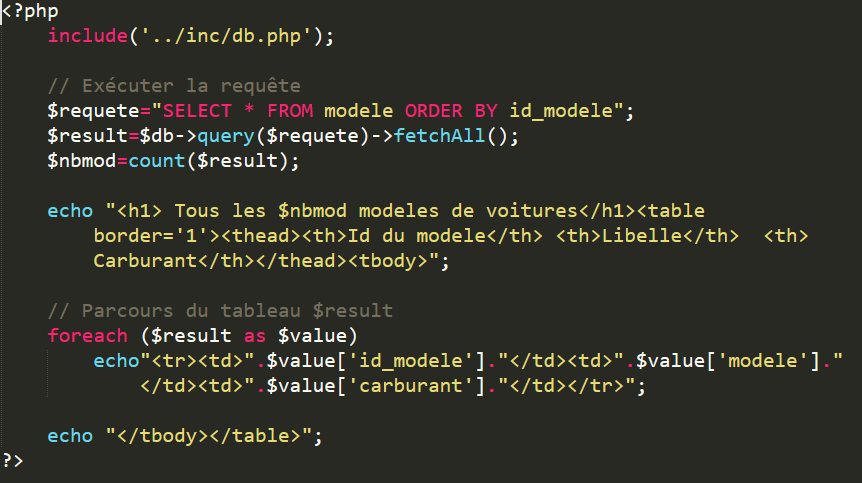 <?php
include('../inc/db.php');
// Exécuter la requête
$requete="SELECT * FROM modele ORDER BY id_modele";
$result=$db->query($requete)->fetchAll();
$nbmod=count($result);
echo "<h1> Tous les $nbmod modeles de voitures</h1><table
border='1'><thead><th>Id du modele</th> <th>Libelle</th>  <th>
Carburant</th></thead><tbody>";
// Parcours du tableau $result
foreach ($result as $value)
echo"<tr><td>".$value['id_modele']."</td><td>".$value['modele']."
</td><td>".$value['carburant']."</td></tr>";
echo "</tbody></table>";
?>